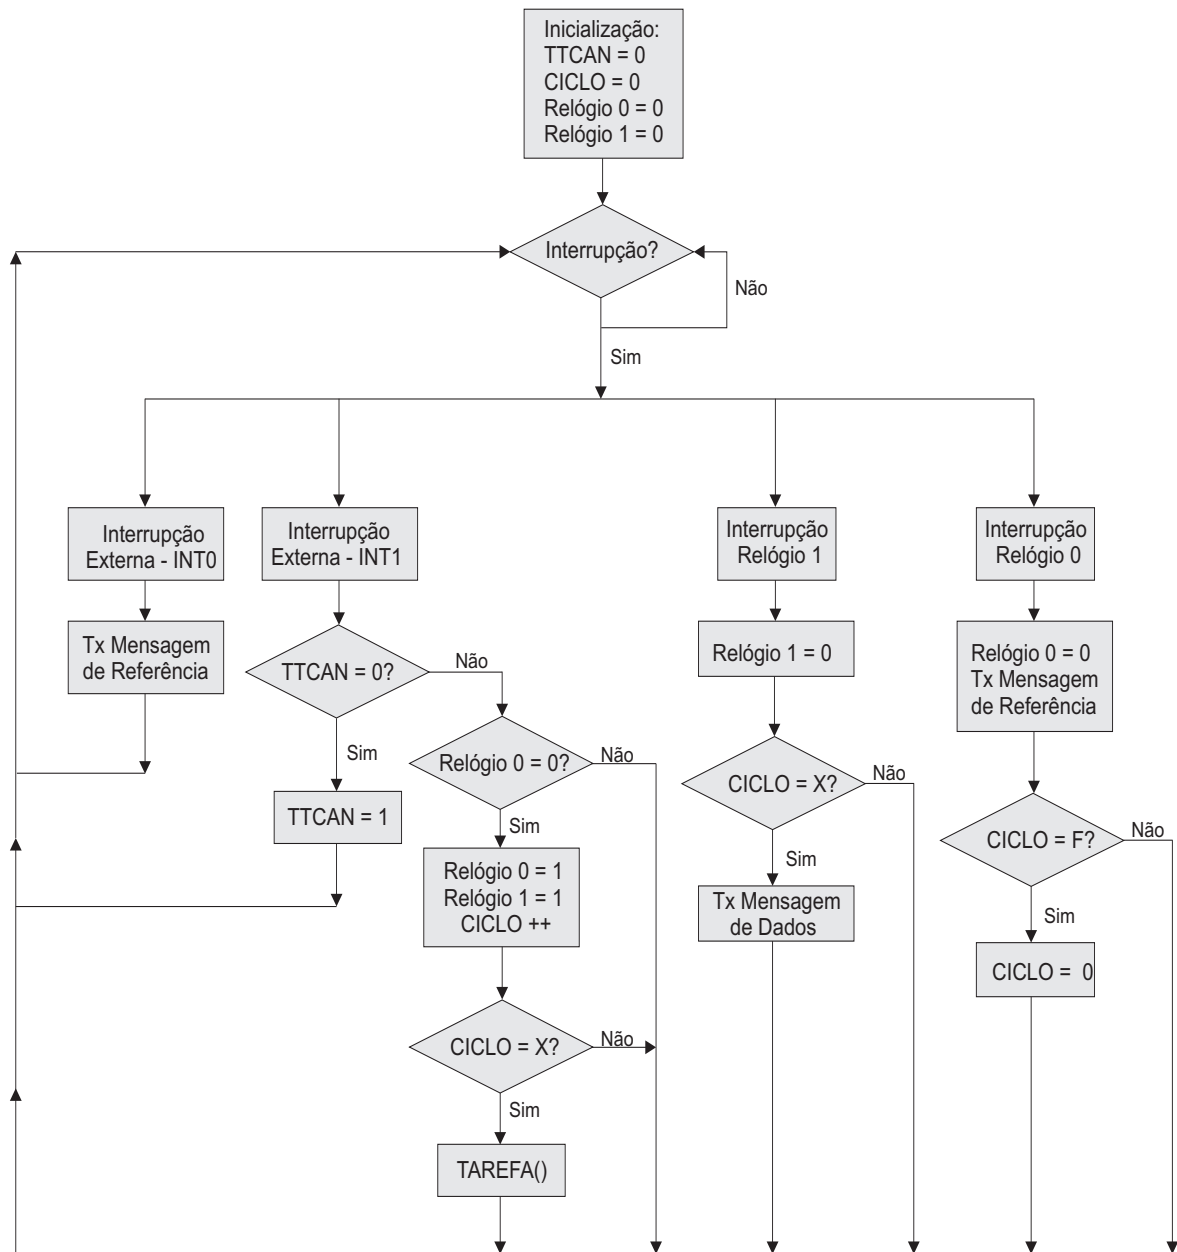 Inicialização:
TTCAN = 0
CICLO = 0
Relógio 0 = 0
Relógio 1 = 0
Interrupção?
Não
Sim
Interrupção
Externa - INT0
Interrupção
Externa - INT1
Interrupção
Relógio 1
Interrupção
Relógio 0
Tx Mensagem
de Referência
TTCAN = 0?
Não
Sim
TTCAN = 1
Relógio 0 = 0?
Não
Sim
Relógio 0 = 1
Relógio 1 = 1
CICLO ++
CICLO = X?
Não
Sim
TAREFA()
Relógio 1 = 0
CICLO = X?
Não
Sim
Tx Mensagem
de Dados
Relógio 0 = 0
Tx Mensagem
de Referência
CICLO = F?
Não
Sim
CICLO = 0